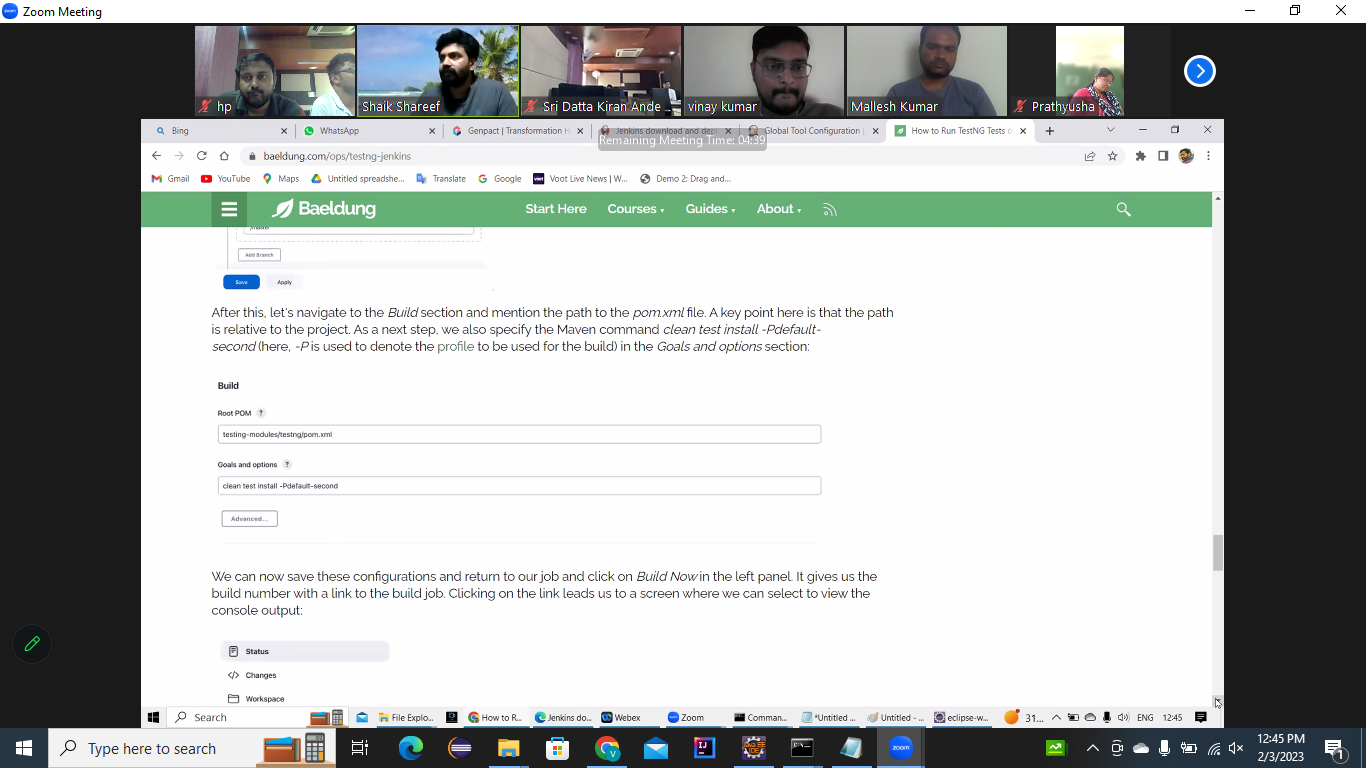 Zoom Meeting
hp
Shaik Shareef
Sri Datta Kiran Ande
vinay kumar
Mallesh Kumar
Prathyusha
Bing
WhatsApp
Genpact | Transformation H
Jenkins download and dep
Global Tool Configuration
How to Run TestNG Tests o
Remaining Meeting Time: 04:39
baeldung.com/ops/testng-jenkins
Gmail
YouTube
Maps
Untitled spreadshe...
Translate
Google
Voot Live News | W...
Demo 2: Drag and...
Baeldung
Start Here
Courses
Guides
About
/master
Add Branch
Save
Apply
After this, let's navigate to the Build section and mention the path to the pom.xml file. A key point here is that the path
is relative to the project. As a next step, we also specify the Maven command clean test install -Pdefault-
second (here, -P is used to denote the profile to be used for the build) in the Goals and options section:
Build
Root POM ?
testing-modules/testng/pom.xml
Goals and options ?
clean test install -Pdefault-second
Advanced...
We can now save these configurations and return to our job and click on Build Now in the left panel. It gives us the
build number with a link to the build job. Clicking on the link leads us to a screen where we can select to view the
console output:
Status
Changes
Workspace
Search
File Explo...
How to R...
Jenkins do...
Webex
Zoom
Comman...
*Untitled ...
Untitled - ...
eclipse-w...
31...
ENG
12:45
Type here to search
zoom
12:45 PM
2/3/2023
1